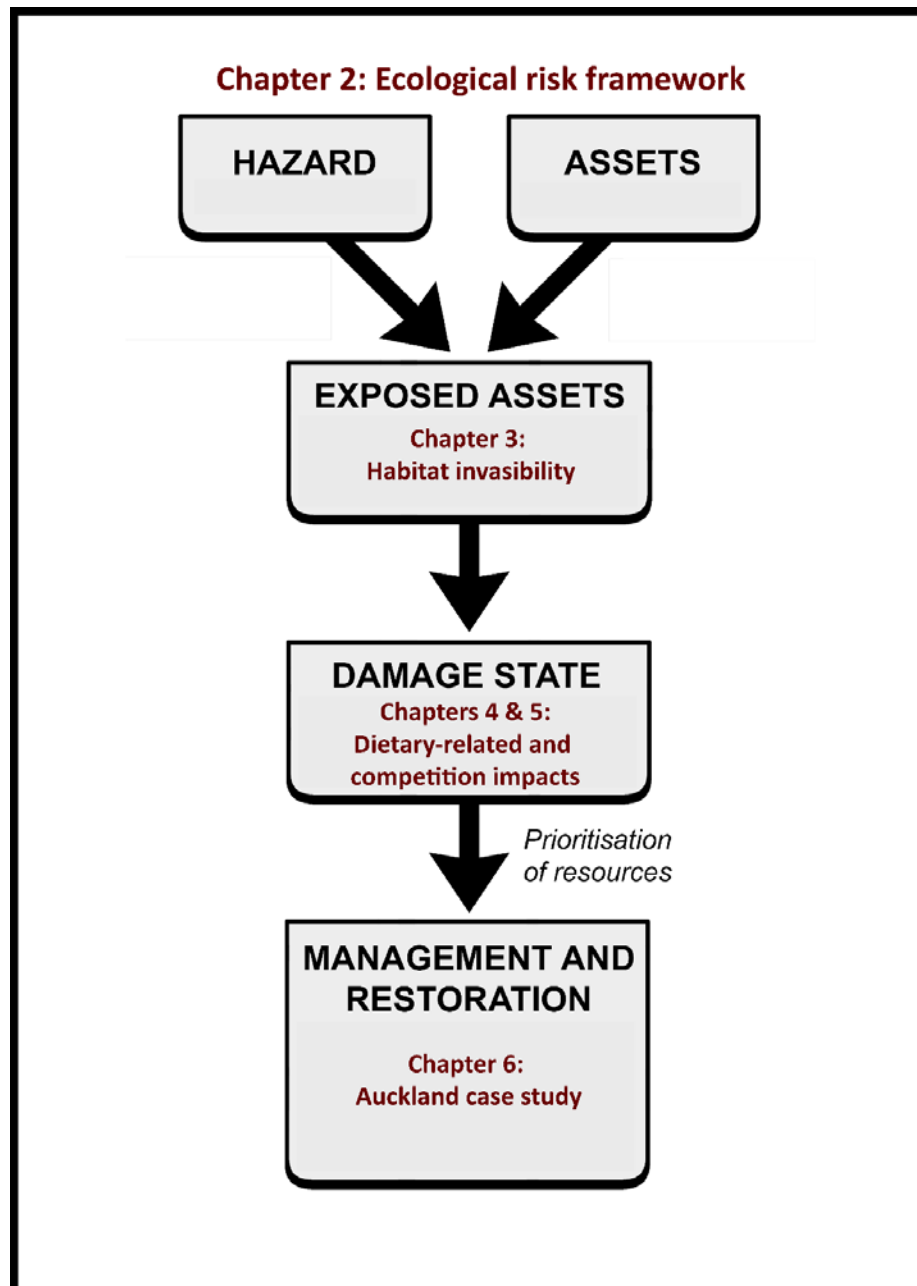 Chapter 2: Ecological risk framework
HAZARD
ASSETS
EXPOSED ASSETS
Chapter 3:
Habitat invasibility
DAMAGE STATE
Chapters 4 & 5:
Dietary-related and
competition impacts
Prioritisation
of resources
MANAGEMENT AND
RESTORATION
Chapter 6:
Auckland case study